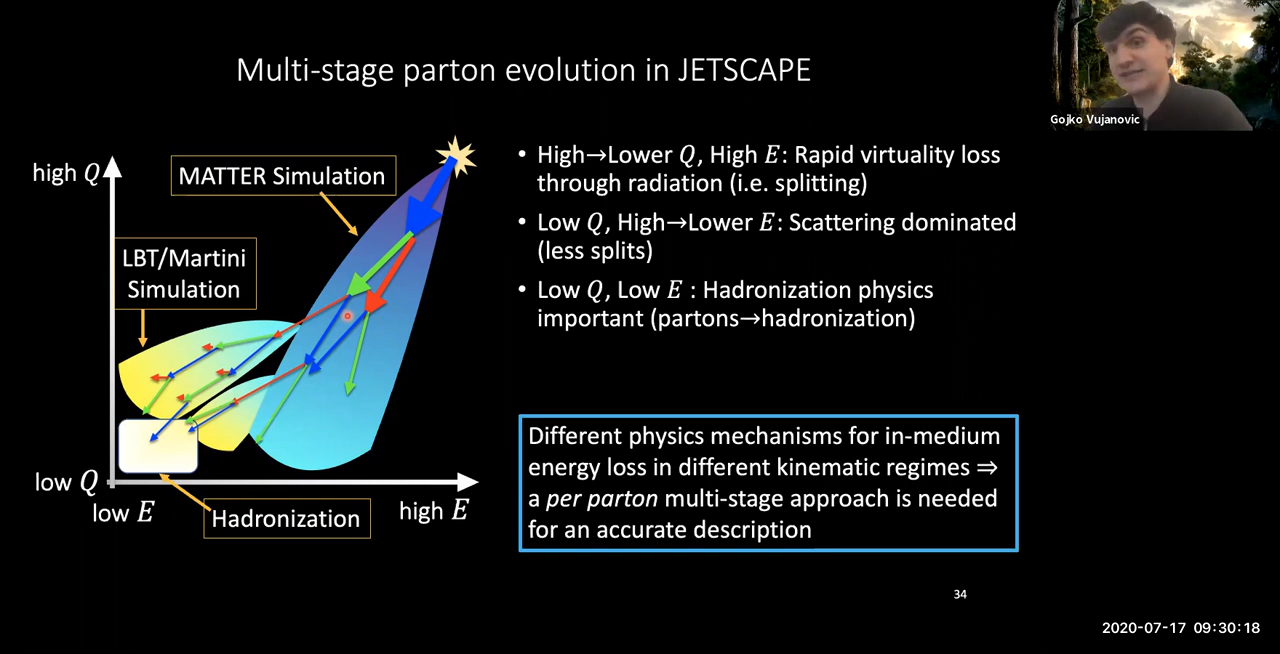 Multi-stage parton evolution in JETSCAPE
Gojko Vujanovic
high Q
MATTER Simulation
LBT/Martini
Simulation
low Q
low E
Hadronization
high E
• High→Lower Q, High E: Rapid virtuality loss
through radiation (i.e. splitting)
• Low Q, High→Lower E: Scattering dominated
(less splits)
• Low Q, Low E : Hadronization physics
important (partons→hadronization)
Different physics mechanisms for in-medium
energy loss in different kinematic regimes ⇒
a per parton multi-stage approach is needed
for an accurate description
34
2020-07-17 09:30:18